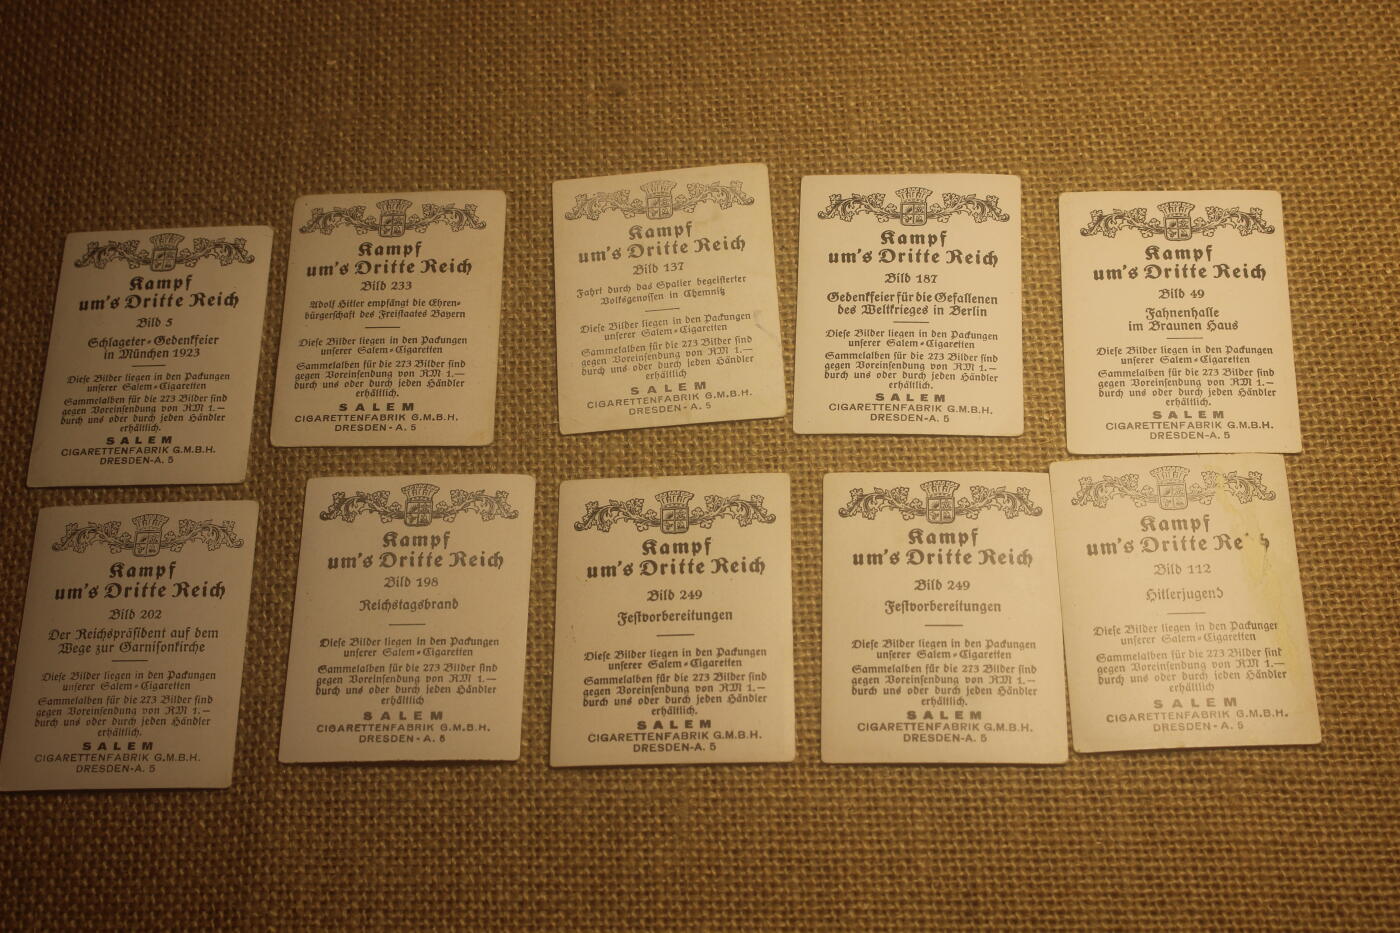 Kampf
um's Dritte Reich
Bild 5
Schlageter-Gedenkfeier
in München 1923
Diese Bilder liegen in den Packungen
unserer Salem-Cigaretten
Sammelalben für die 273 Bilder sind
gegen Voreinsendung von RM 1.—
durch uns oder durch jeden Händler
erhältlich.
SALEM
CIGARETTENFABRIK G.M.B.H.
DRESDEN-A. 5
Kampf
um's Dritte Reich
Bild 233
Adolf Hitler empfängt die Ehren-
bürgerschaft des Freistaates Bayern
Diese Bilder liegen in den Packungen
unserer Salem-Cigaretten
Sammelalben für die 273 Bilder sind
gegen Voreinsendung von RM 1.—
durch uns oder durch jeden Händler
erhältlich.
SALEM
CIGARETTENFABRIK G.M.B.H.
DRESDEN-A. 5
Kampf
um's Dritte Reich
Bild 137
Fahrt durch das Spalier begeisterter
Volksgenossen in Chemnitz
Diese Bilder liegen in den Packungen
unserer Salem-Cigaretten
Sammelalben für die 273 Bilder sind
gegen Voreinsendung von RM 1.—
durch uns oder durch jeden Händler
erhältlich
SALEM
CIGARETTENFABRIK G.M.B.H.
DRESDEN-A. 5
Kampf
um's Dritte Reich
Bild 187
Gedenkfeier für die Gefallenen
des Weltkrieges in Berlin
Diese Bilder liegen in den Packungen
unserer Salem-Cigaretten
Sammelalben für die 273 Bilder sind
gegen Voreinsendung von RM 1.—
durch uns oder durch jeden Händler
erhältlich.
SALEM
CIGARETTENFABRIK G.M.B.H.
DRESDEN-A. 5
Kampf
um's Dritte Reich
Bild 49
Fahnenhalle
im Braunen Haus
Diese Bilder liegen in den Packungen
unserer Salem-Cigaretten
Sammelalben für die 273 Bilder sind
gegen Voreinsendung von RM 1.—
durch uns oder durch jeden Händler
erhältlich.
SALEM
CIGARETTENFABRIK G.M.B.H.
DRESDEN-A. 5
Kampf
um's Dritte Reich
Bild 202
Der Reichspräsident auf dem
Wege zur Garnisonkirche
Diese Bilder liegen in den Packungen
unserer Salem-Cigaretten
Sammelalben für die 273 Bilder sind
gegen Voreinsendung von RM 1.—
durch uns oder durch jeden Händler
erhältlich.
SALEM
CIGARETTENFABRIK G.M.B.H.
DRESDEN-A. 5
Kampf
um's Dritte Reich
Bild 198
Reichstagsbrand
Diese Bilder liegen in den Packungen
unserer Salem-Cigaretten
Sammelalben für die 273 Bilder sind
gegen Voreinsendung von RM 1.—
durch uns oder durch jeden Händler
erhältlich
SALEM
CIGARETTENFABRIK G.M.B.H.
DRESDEN-A. 5
Kampf
um's Dritte Reich
Bild 249
Festvorbereitungen
Diese Bilder liegen in den Packungen
unserer Salem-Cigaretten
Sammelalben für die 273 Bilder sind
gegen Voreinsendung von RM 1.—
durch uns oder durch jeden Händler
erhältlich.
SALEM
CIGARETTENFABRIK G.M.B.H.
DRESDEN-A. 5
Kampf
um's Dritte Reich
Bild 249
Festvorbereitungen
Diese Bilder liegen in den Packungen
unserer Salem-Cigaretten
Sammelalben für die 273 Bilder sind
gegen Voreinsendung von RM 1.—
durch uns oder durch jeden Händler
erhältlich.
SALEM
CIGARETTENFABRIK G.M.B.H.
DRESDEN-A. 5
Kampf
um's Dritte Reich
Bild 112
Hitlerjugend
Diese Bilder liegen in den Packungen
unserer Salem-Cigaretten
Sammelalben für die 273 Bilder sind
gegen Voreinsendung von RM 1.—
durch uns oder durch jeden Händler
erhältlich
SALEM
CIGARETTENFABRIK G.M.B.H.
DRESDEN-A. 5